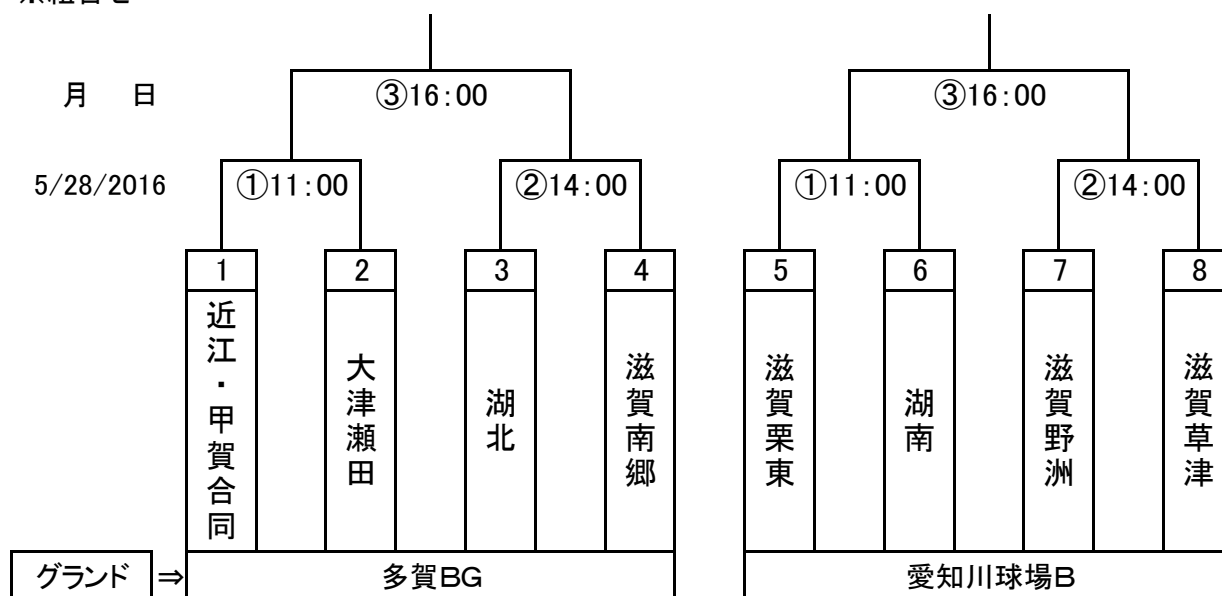 月 日
③16:00 ③16:00
5/28/2016 ①11:00 ②14:00 ①11:00 ②14:00
1 2 3 4 5 6 7 8
近江・甲賀合同
大津瀬田
湖北
滋賀南郷
滋賀栗東
湖南
滋賀野洲
滋賀草津
グランド ⇒ 多賀BG 愛知川球場B